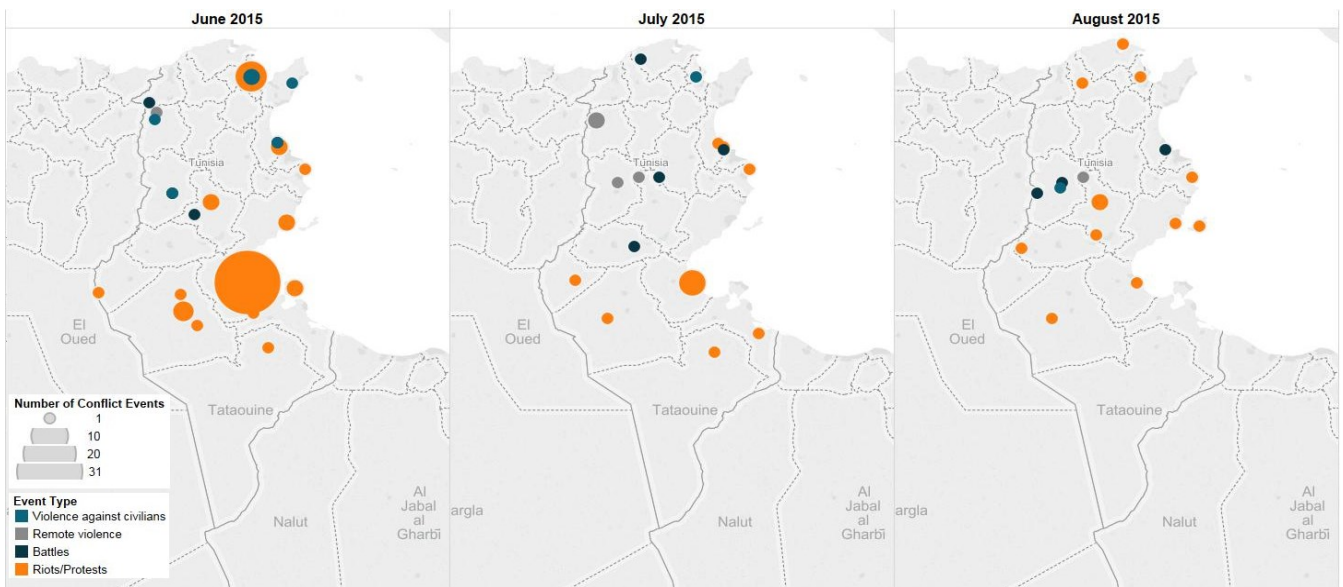 June 2015
July 2015
August 2015
Tunisia
Tunisia
Tunisia
El
Oued
El
Oued
El
Oued
Tataouine
Tataouine
Tataouine
Number of Conflict Events
1
10
20
31
Event Type
Violence against civilians
Remote violence
Battles
Riots/Protests
Nalut
Nalut
Nalut
Al
Jabal
al
Gharbī
argla
Al
Jabal
al
Gharbī
argla
Al
Jabal
al
Gharbī